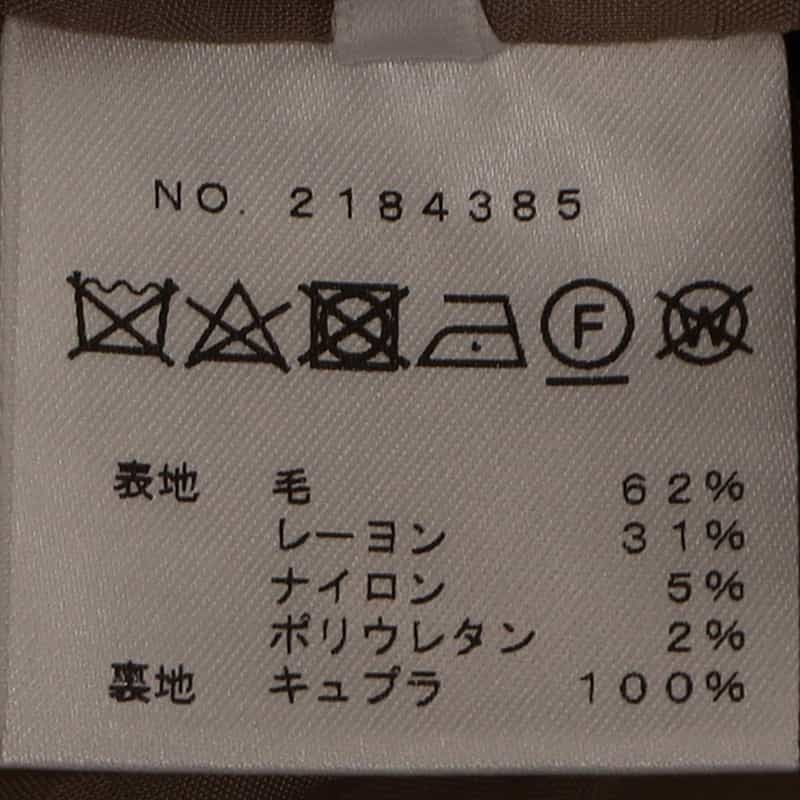 NO. 2184385
F W
表地 毛 62%
レーヨン 31%
ナイロン 5%
ポリウレタン 2%
裏地 キュプラ 100%